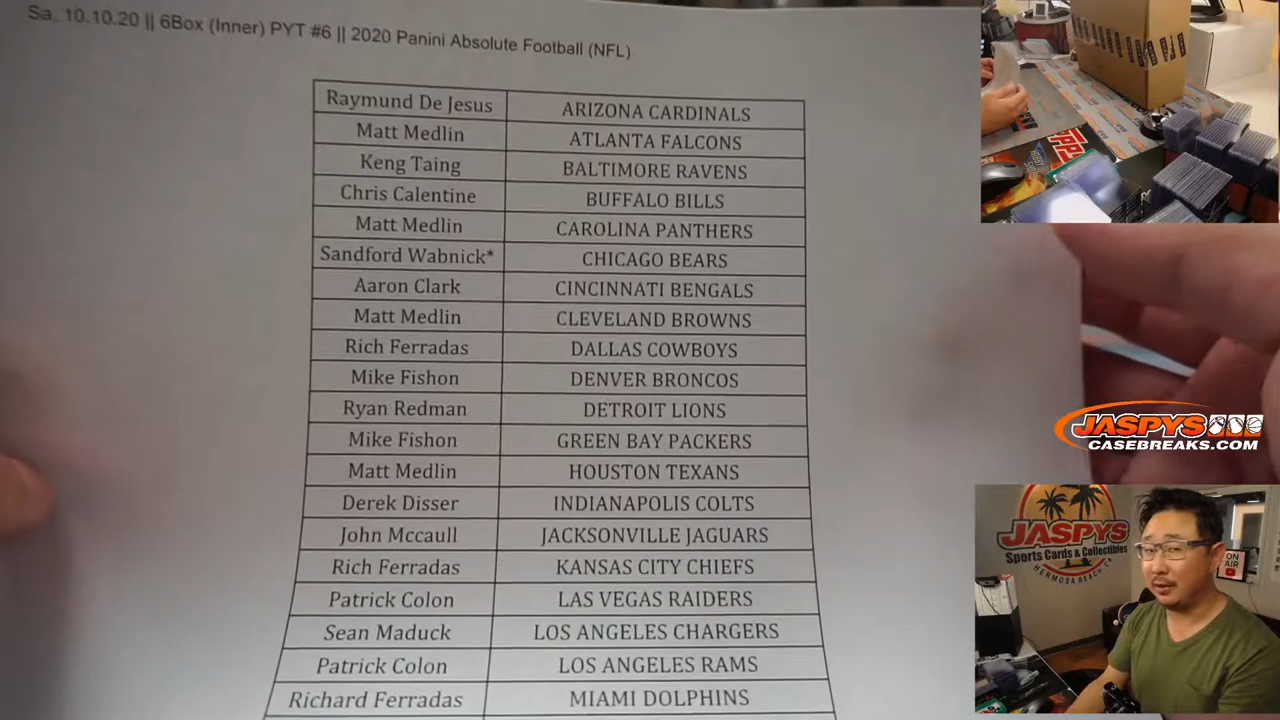 Sa. 10.10.20 || 6Box (Inner) PYT #6 || 2020 Panini Absolute Football (NFL)
Raymund De Jesus ARIZONA CARDINALS
Matt Medlin ATLANTA FALCONS
Keng Taing BALTIMORE RAVENS
Chris Calentine BUFFALO BILLS
Matt Medlin CAROLINA PANTHERS
Sandford Wabnick* CHICAGO BEARS
Aaron Clark CINCINNATI BENGALS
Matt Medlin CLEVELAND BROWNS
Rich Ferradas DALLAS COWBOYS
Mike Fishon DENVER BRONCOS
Ryan Redman DETROIT LIONS
Mike Fishon GREEN BAY PACKERS
Matt Medlin HOUSTON TEXANS
Derek Disser INDIANAPOLIS COLTS
John Mccaull JACKSONVILLE JAGUARS
Rich Ferradas KANSAS CITY CHIEFS
Patrick Colon LAS VEGAS RAIDERS
Sean Maduck LOS ANGELES CHARGERS
Patrick Colon LOS ANGELES RAMS
Richard Ferradas MIAMI DOLPHINS
JASPYS
CASEBREAKS.COM
JASPYS
Sports Cards & Collectibles
HERMOSA BEACH, CA
ON AIR